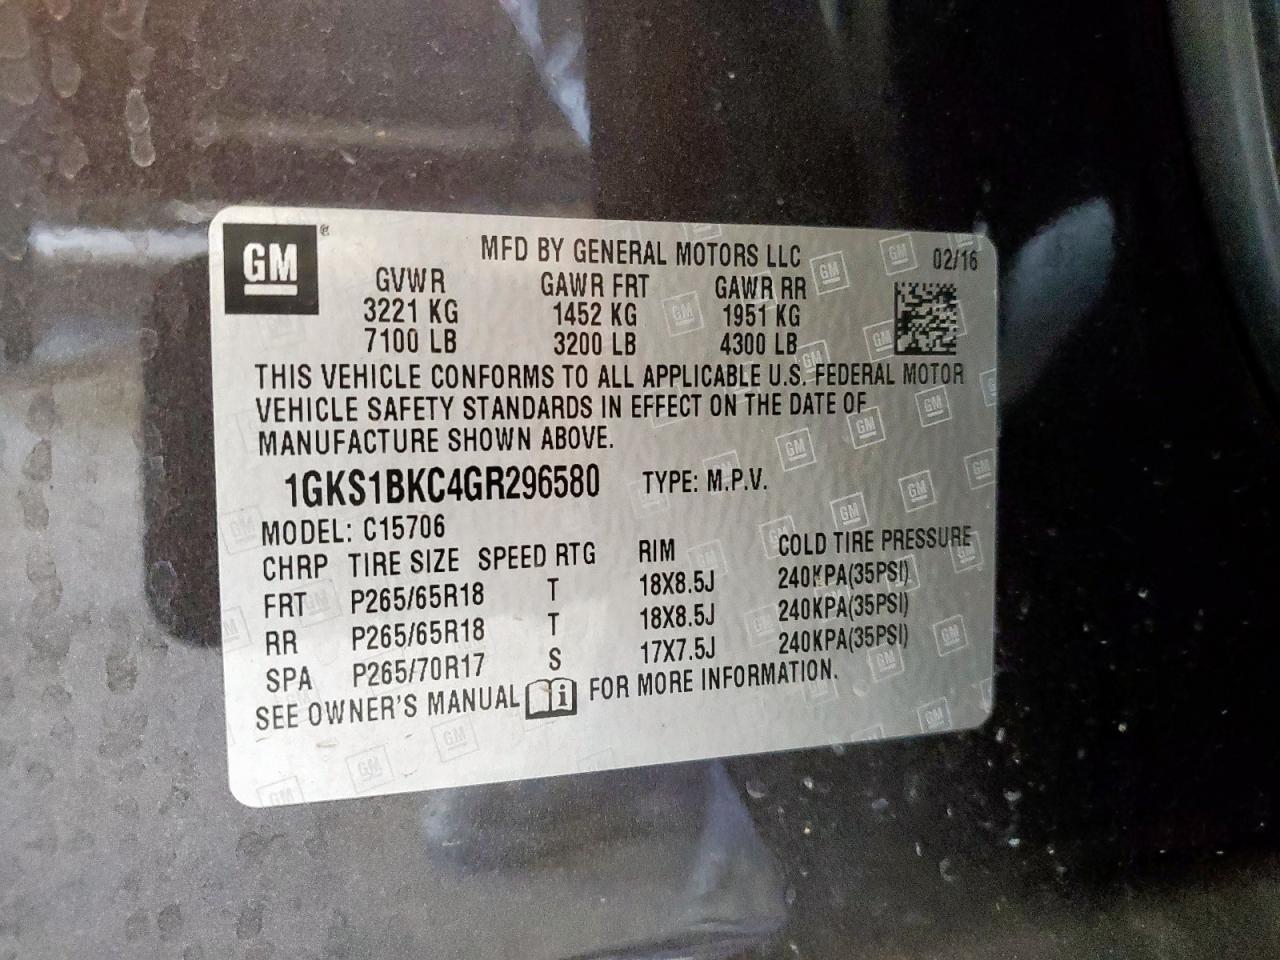 GM®
MFD BY GENERAL MOTORS LLC
02/16
GVWR GAWR FRT GAWR RR
3221 KG 1452 KG 1951 KG
7100 LB 3200 LB 4300 LB
THIS VEHICLE CONFORMS TO ALL APPLICABLE U.S. FEDERAL MOTOR
VEHICLE SAFETY STANDARDS IN EFFECT ON THE DATE OF
MANUFACTURE SHOWN ABOVE.
1GKS1BKC4GR296580 TYPE: M.P.V.
MODEL: C15706
CHRP TIRE SIZE SPEED RTG RIM COLD TIRE PRESSURE
FRT P265/65R18 T 18X8.5J 240KPA(35PSI)
RR P265/65R18 T 18X8.5J 240KPA(35PSI)
SPA P265/70R17 S 17X7.5J 240KPA(35PSI)
SEE OWNER'S MANUAL i FOR MORE INFORMATION.